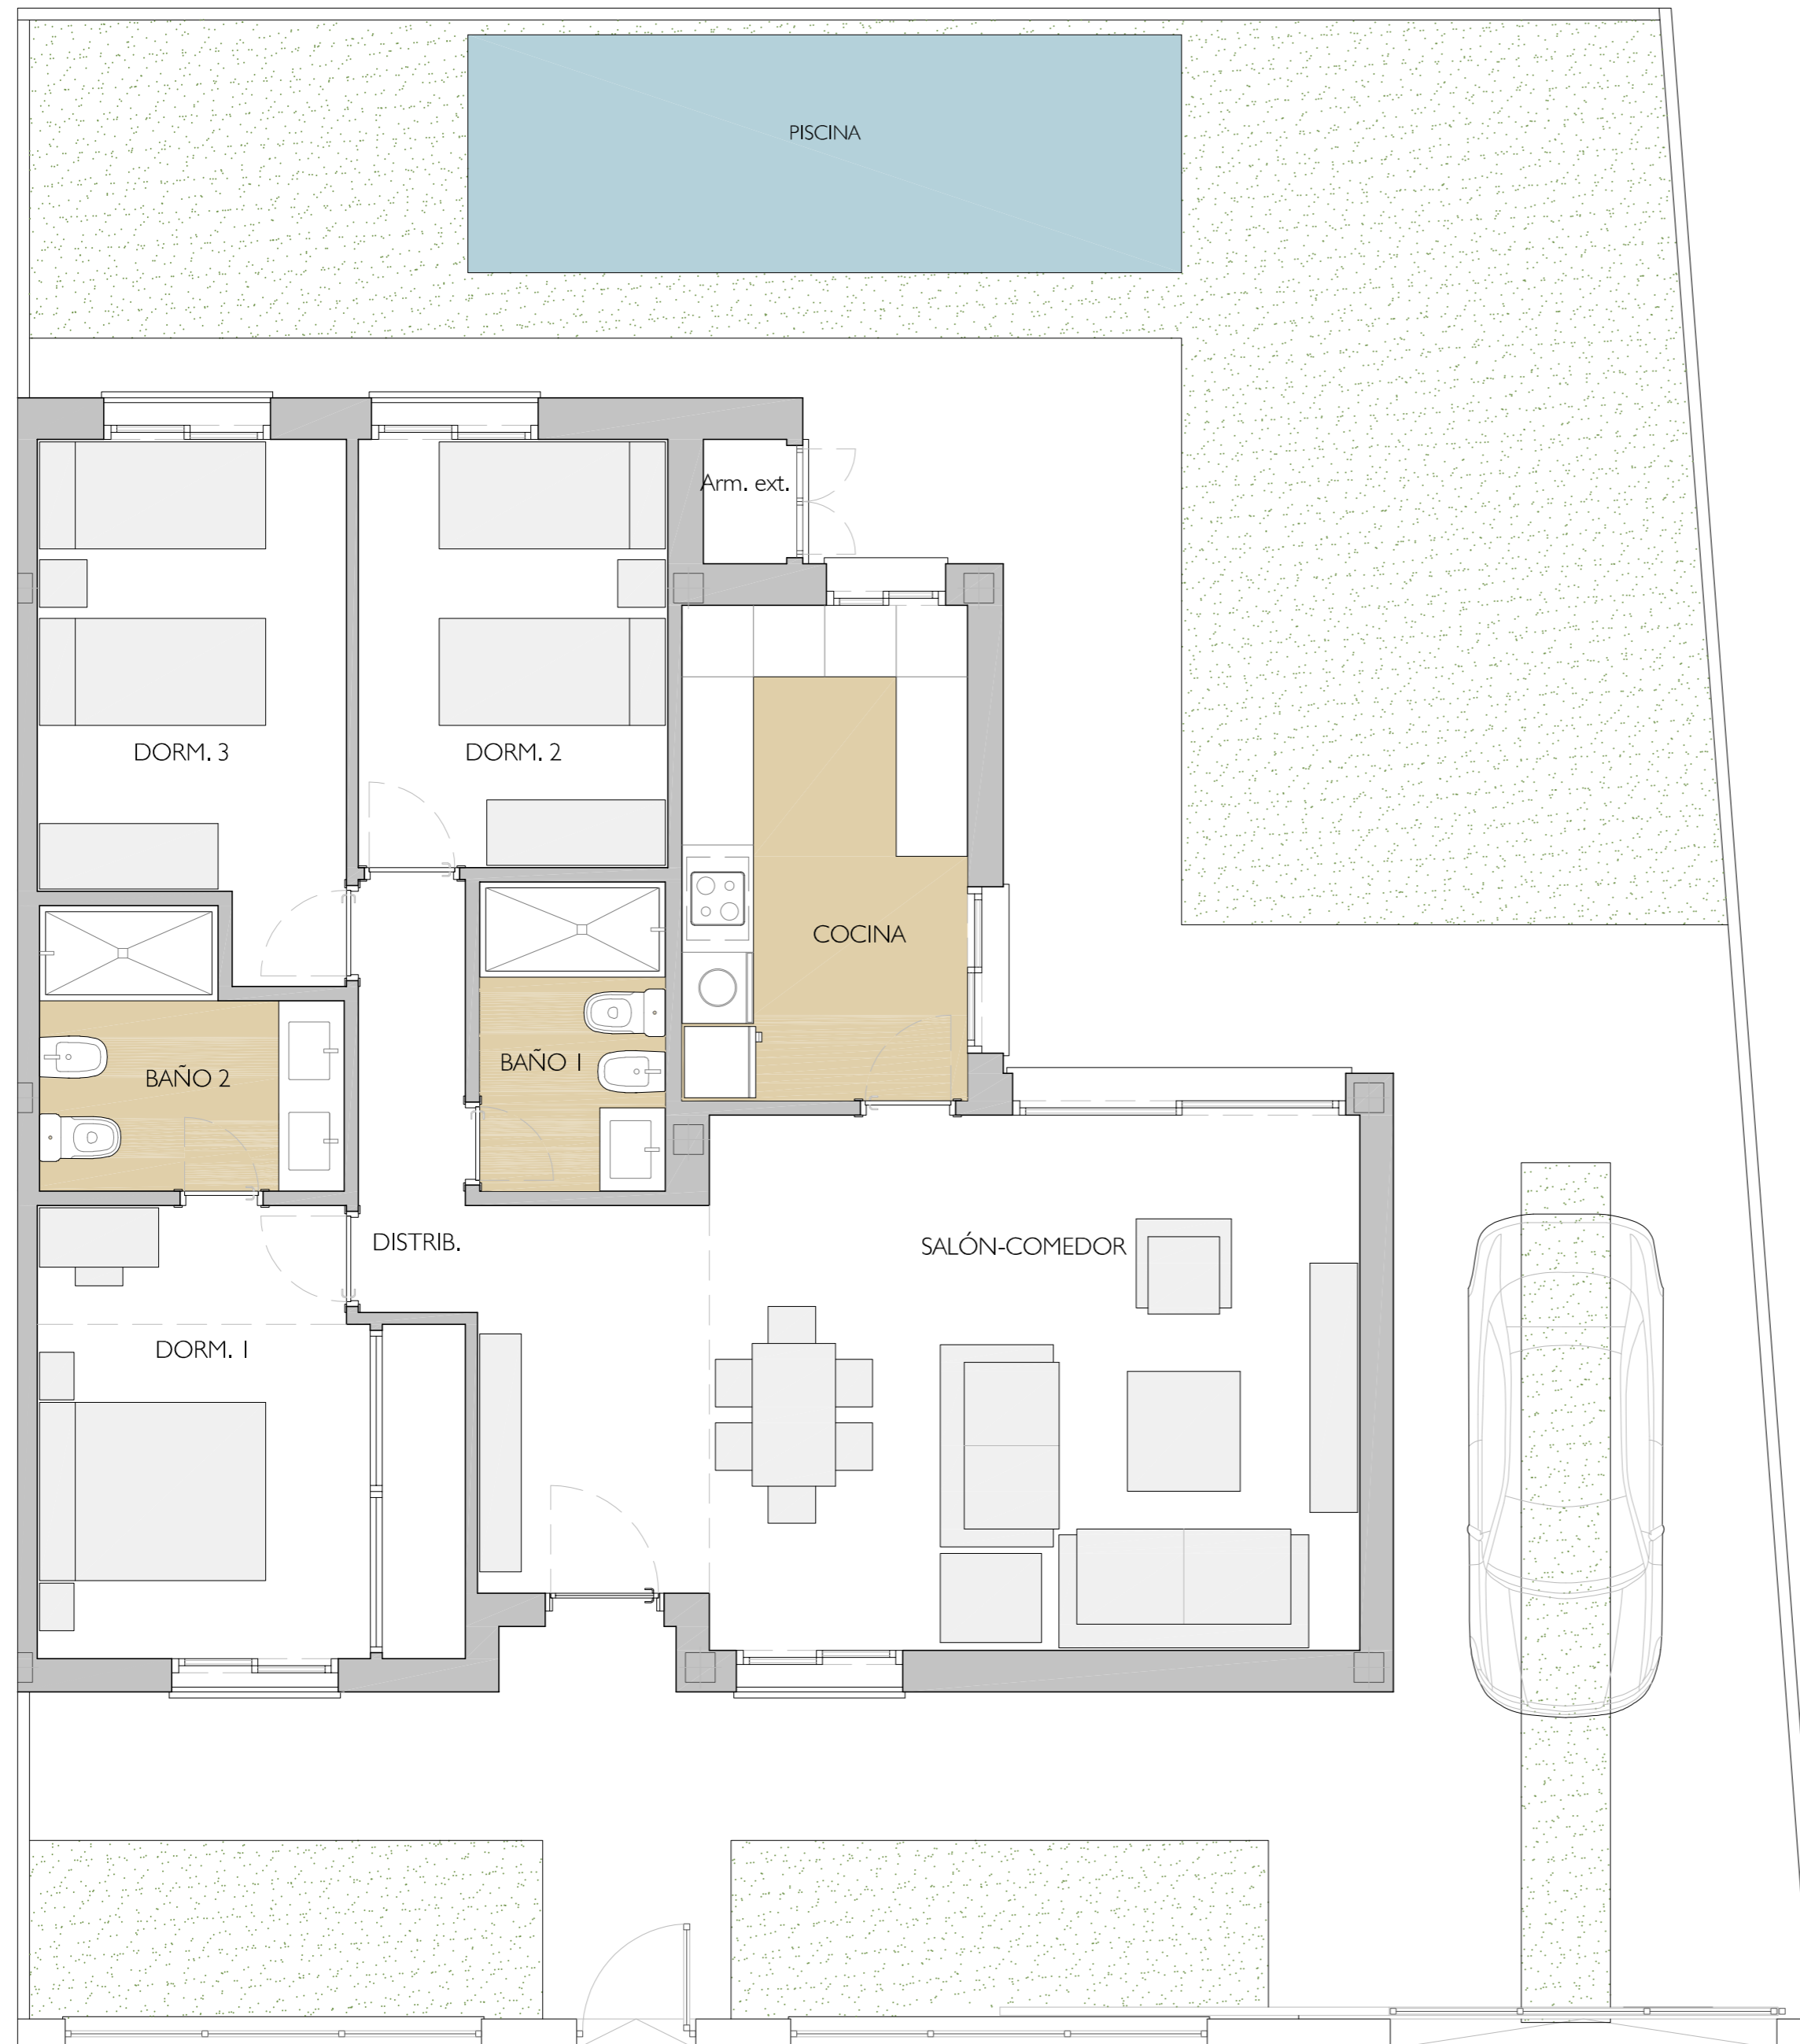 PISCINA
Arm. ext.
DORM. 3
DORM. 2
COCINA
BAÑO 1
BAÑO 2
DISTRIB.
SALÓN-COMEDOR
DORM. 1